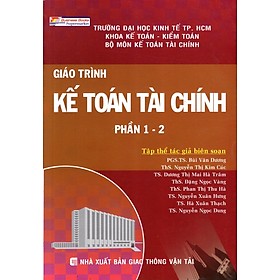 TRƯỜNG ĐẠI HỌC KINH TẾ TP. HCM
KHOA KẾ TOÁN - KIỂM TOÁN
BỘ MÔN KẾ TOÁN TÀI CHÍNH
GIÁO TRÌNH
KẾ TOÁN TÀI CHÍNH
PHẦN 1 - 2
Tập thể tác giả biên soạn
PGS.TS. Bùi Văn Dương
ThS. Nguyễn Thị Kim Cúc
TS. Dương Thị Mai Hà Trâm
ThS. Đặng Ngọc Vàng
ThS. Phan Thị Thu Hà
TS. Nguyễn Xuân Hưng
TS. Hà Xuân Thạch
TS. Nguyễn Ngọc Dung
NHÀ XUẤT BẢN GIAO THÔNG VẬN TẢI